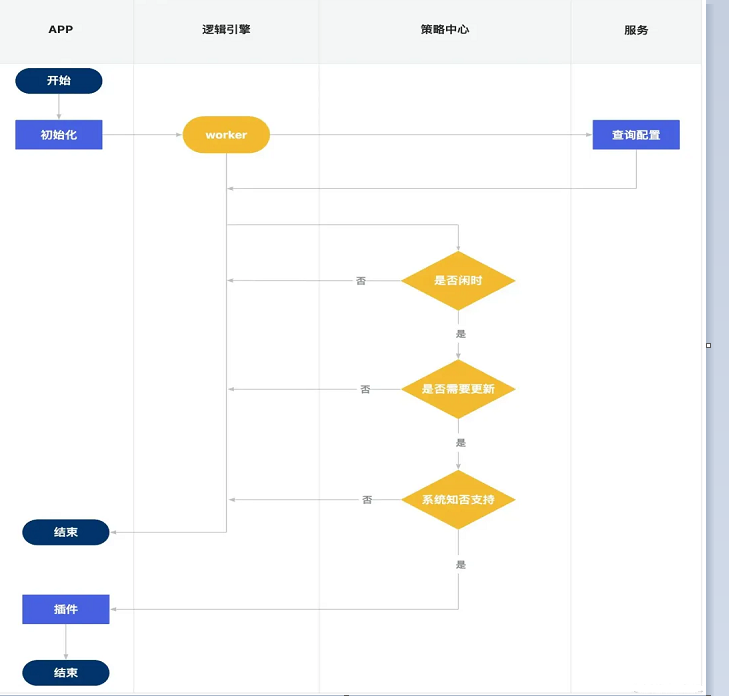 APP
逻辑引擎
策略中心
服务
开始
初始化
worker
查询配置
是否闲时
否
是
是否需要更新
否
是
系统知否支持
否
结束
是
插件
结束